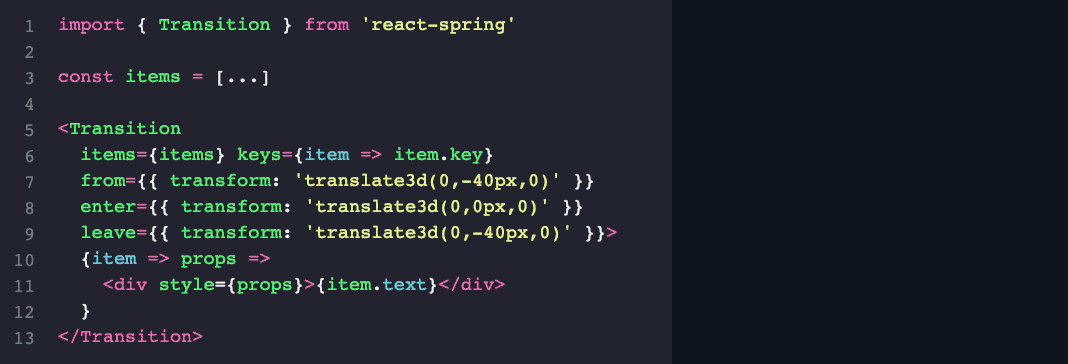 1 import { Transition } from 'react-spring'
2
3 const items = [...]
4
5 <Transition
6   items={items} keys={item => item.key}
7   from={{ transform: 'translate3d(0,-40px,0)' }}
8   enter={{ transform: 'translate3d(0,0px,0)' }}
9   leave={{ transform: 'translate3d(0,-40px,0)' }}>
10   {item => props =>
11     <div style={props}>{item.text}</div>
12   }
13 </Transition>